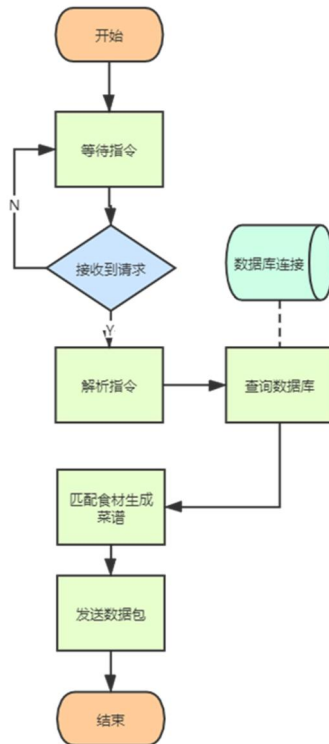 开始
等待指令
N
接收到请求
数据库连接
Y
解析指令
查询数据库
匹配食材生成
菜谱
发送数据包
结束